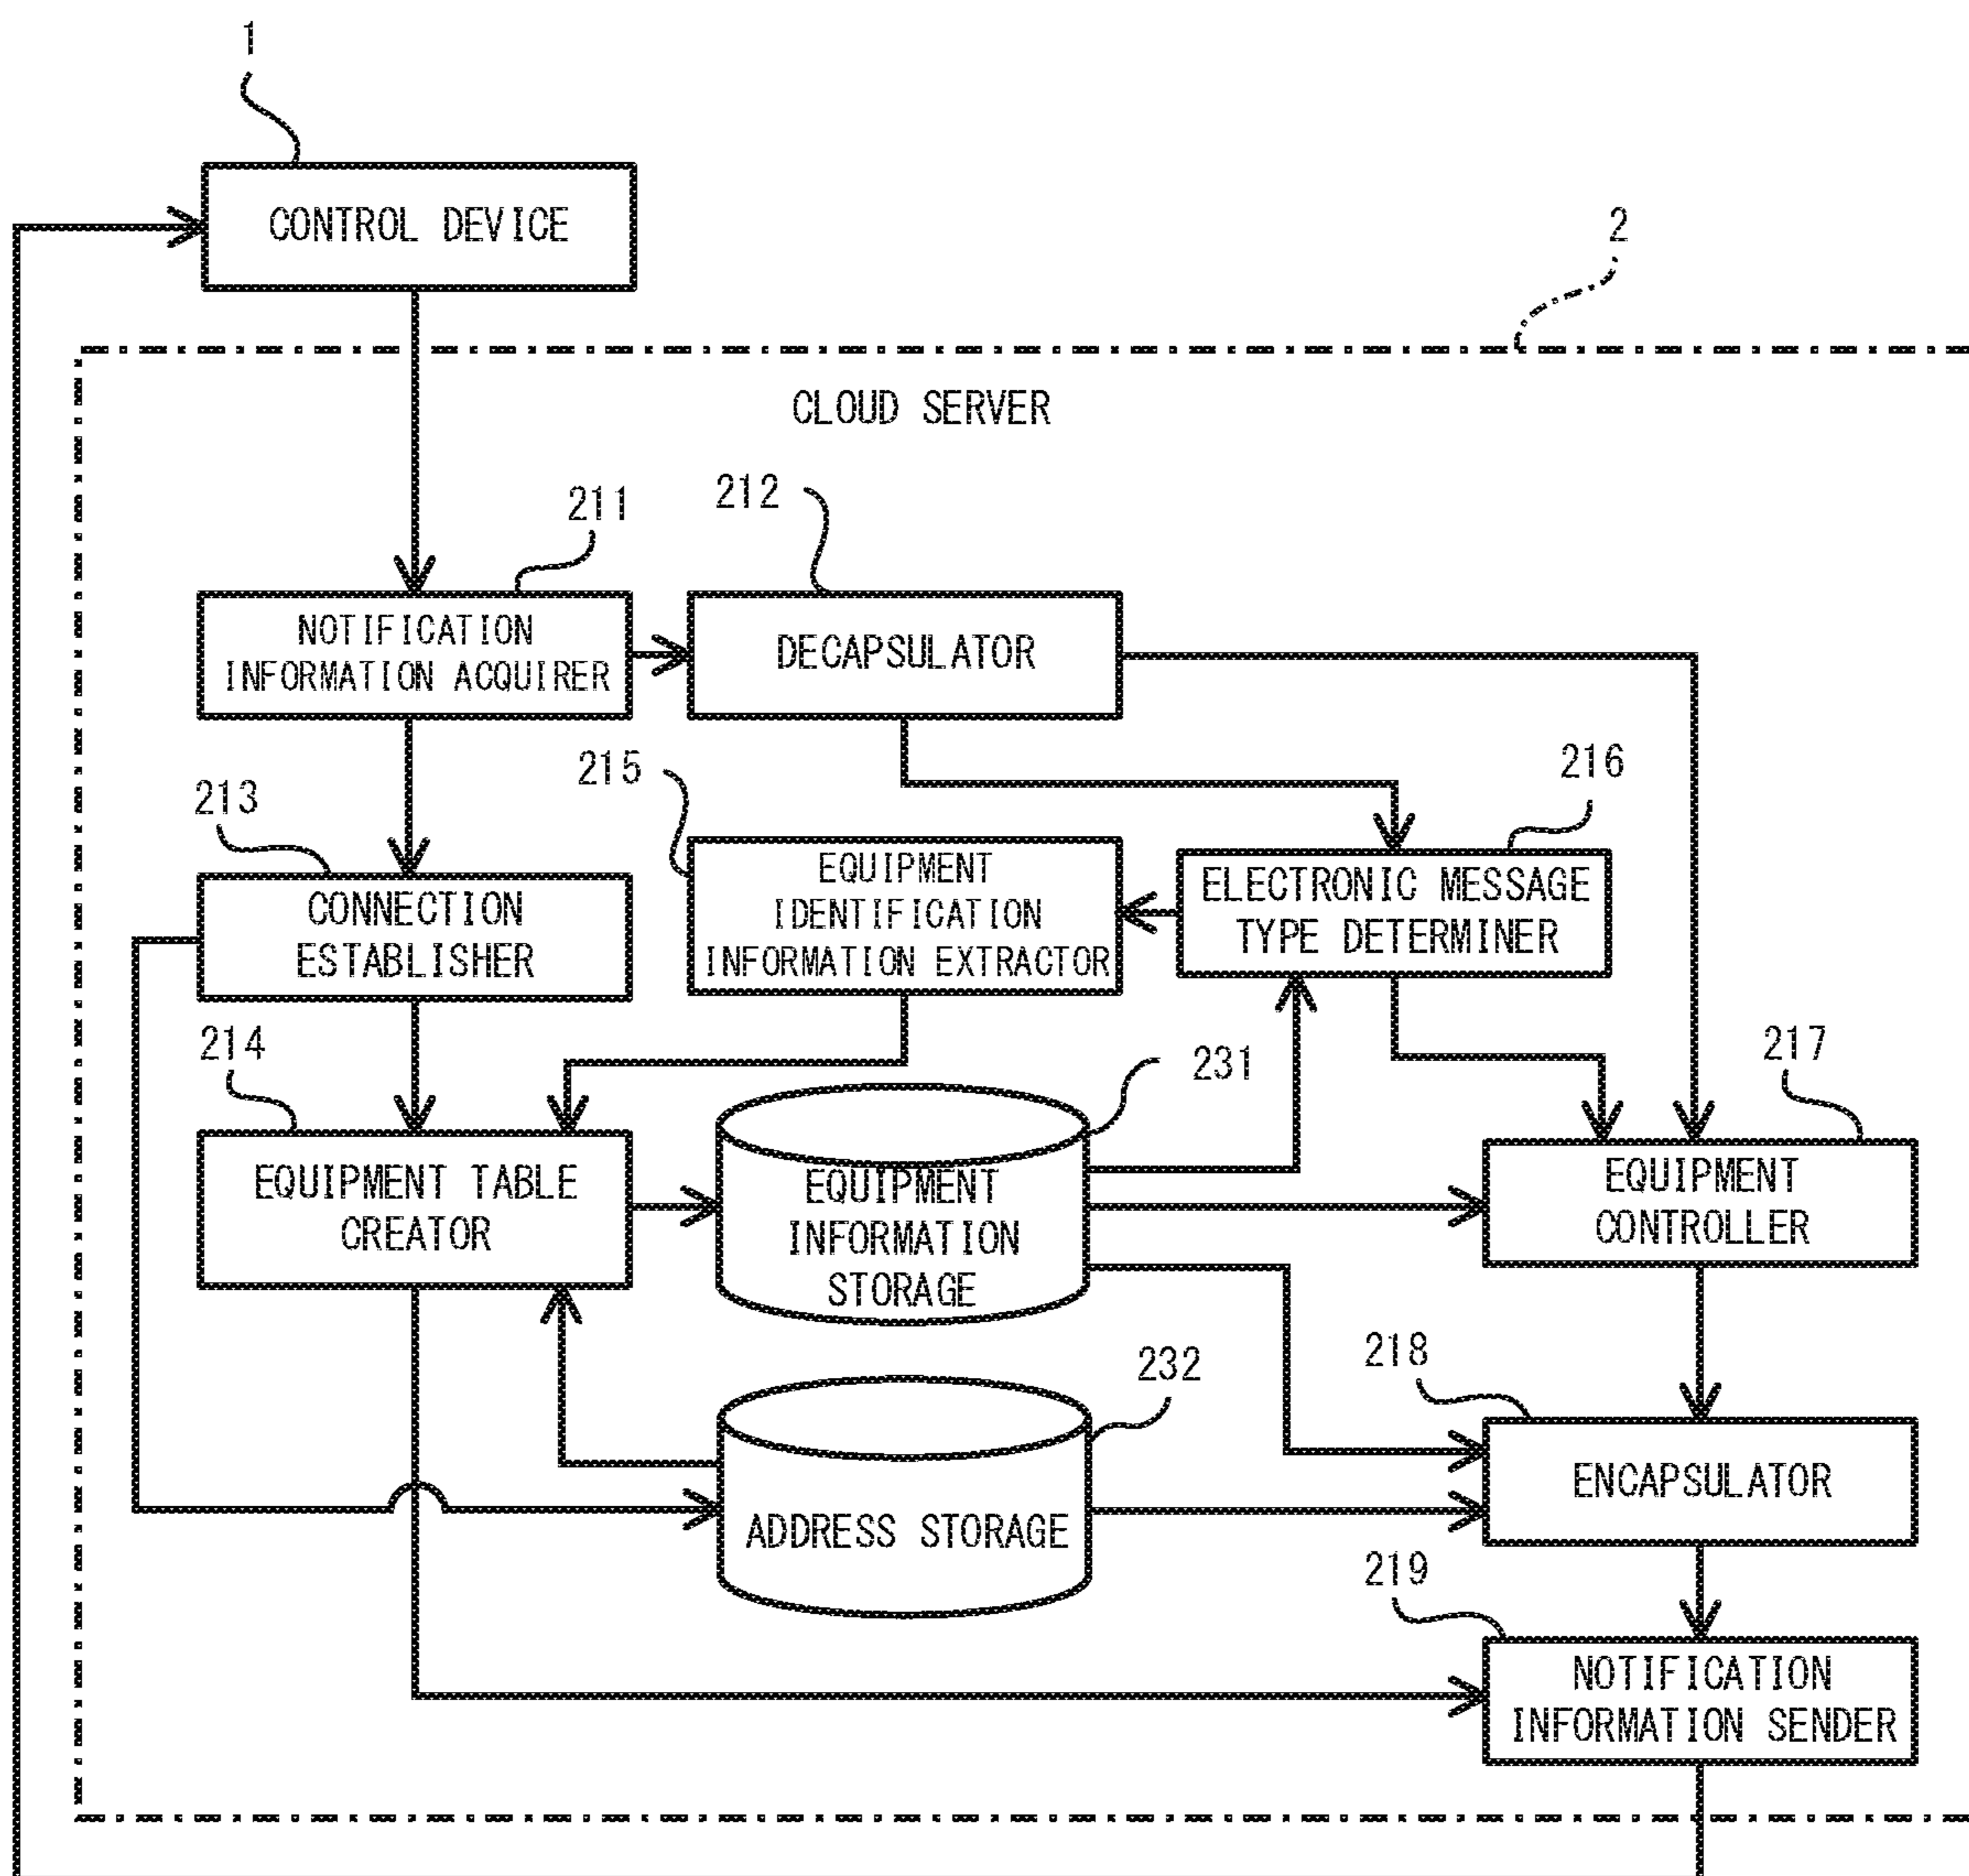 1
CONTROL DEVICE
2
CLOUD SERVER
211
212
NOTIFICATION
INFORMATION ACQUIRER
DECAPSULATOR
213
215
216
CONNECTION
ESTABLISHER
EQUIPMENT
IDENTIFICATION
INFORMATION EXTRACTOR
ELECTRONIC MESSAGE
TYPE DETERMINER
214
231
217
EQUIPMENT TABLE
CREATOR
EQUIPMENT
INFORMATION
STORAGE
EQUIPMENT
CONTROLLER
232
218
ADDRESS STORAGE
ENCAPSULATOR
219
NOTIFICATION
INFORMATION SENDER